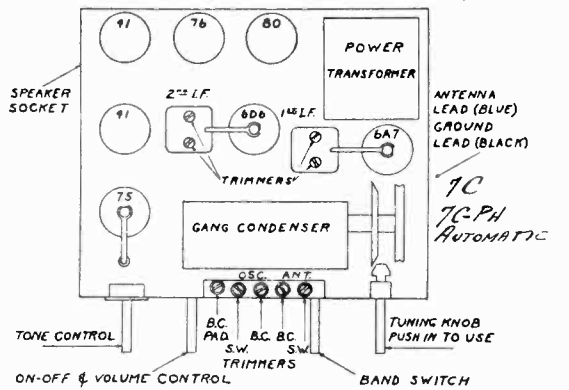 41
76
80
POWER
TRANSFORMER
SPEAKER
SOCKET
2ND I.F.
41
6D6
1ST I.F.
6A7
ANTENNA
LEAD (BLUE)
GROUND
LEAD (BLACK)
TRIMMERS
75
7C
7C-PH
AUTOMATIC
GANG CONDENSER
OSC. ANT.
B.C.
PAD.
S.W.
B.C.
B.C.
S.W.
TRIMMERS
TONE CONTROL
TUNING KNOB
PUSH IN TO USE
ON-OFF & VOLUME CONTROL
BAND SWITCH